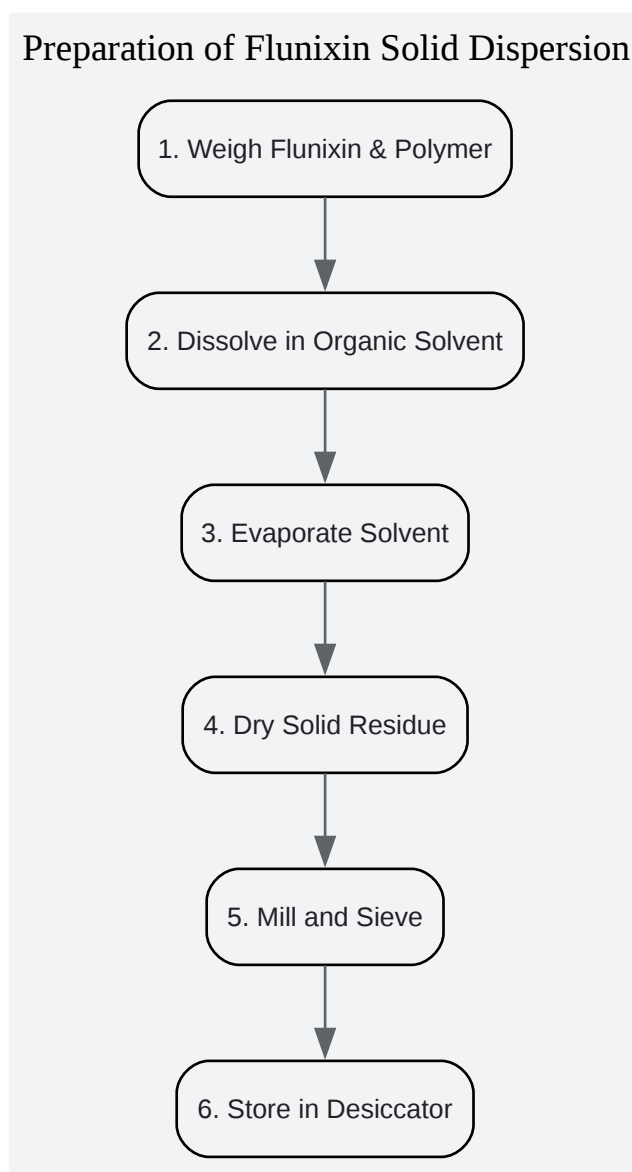 Preparation of Flunixin Solid Dispersion
1. Weigh Flunixin & Polymer
2. Dissolve in Organic Solvent
3. Evaporate Solvent
4. Dry Solid Residue
5. Mill and Sieve
6. Store in Desiccator